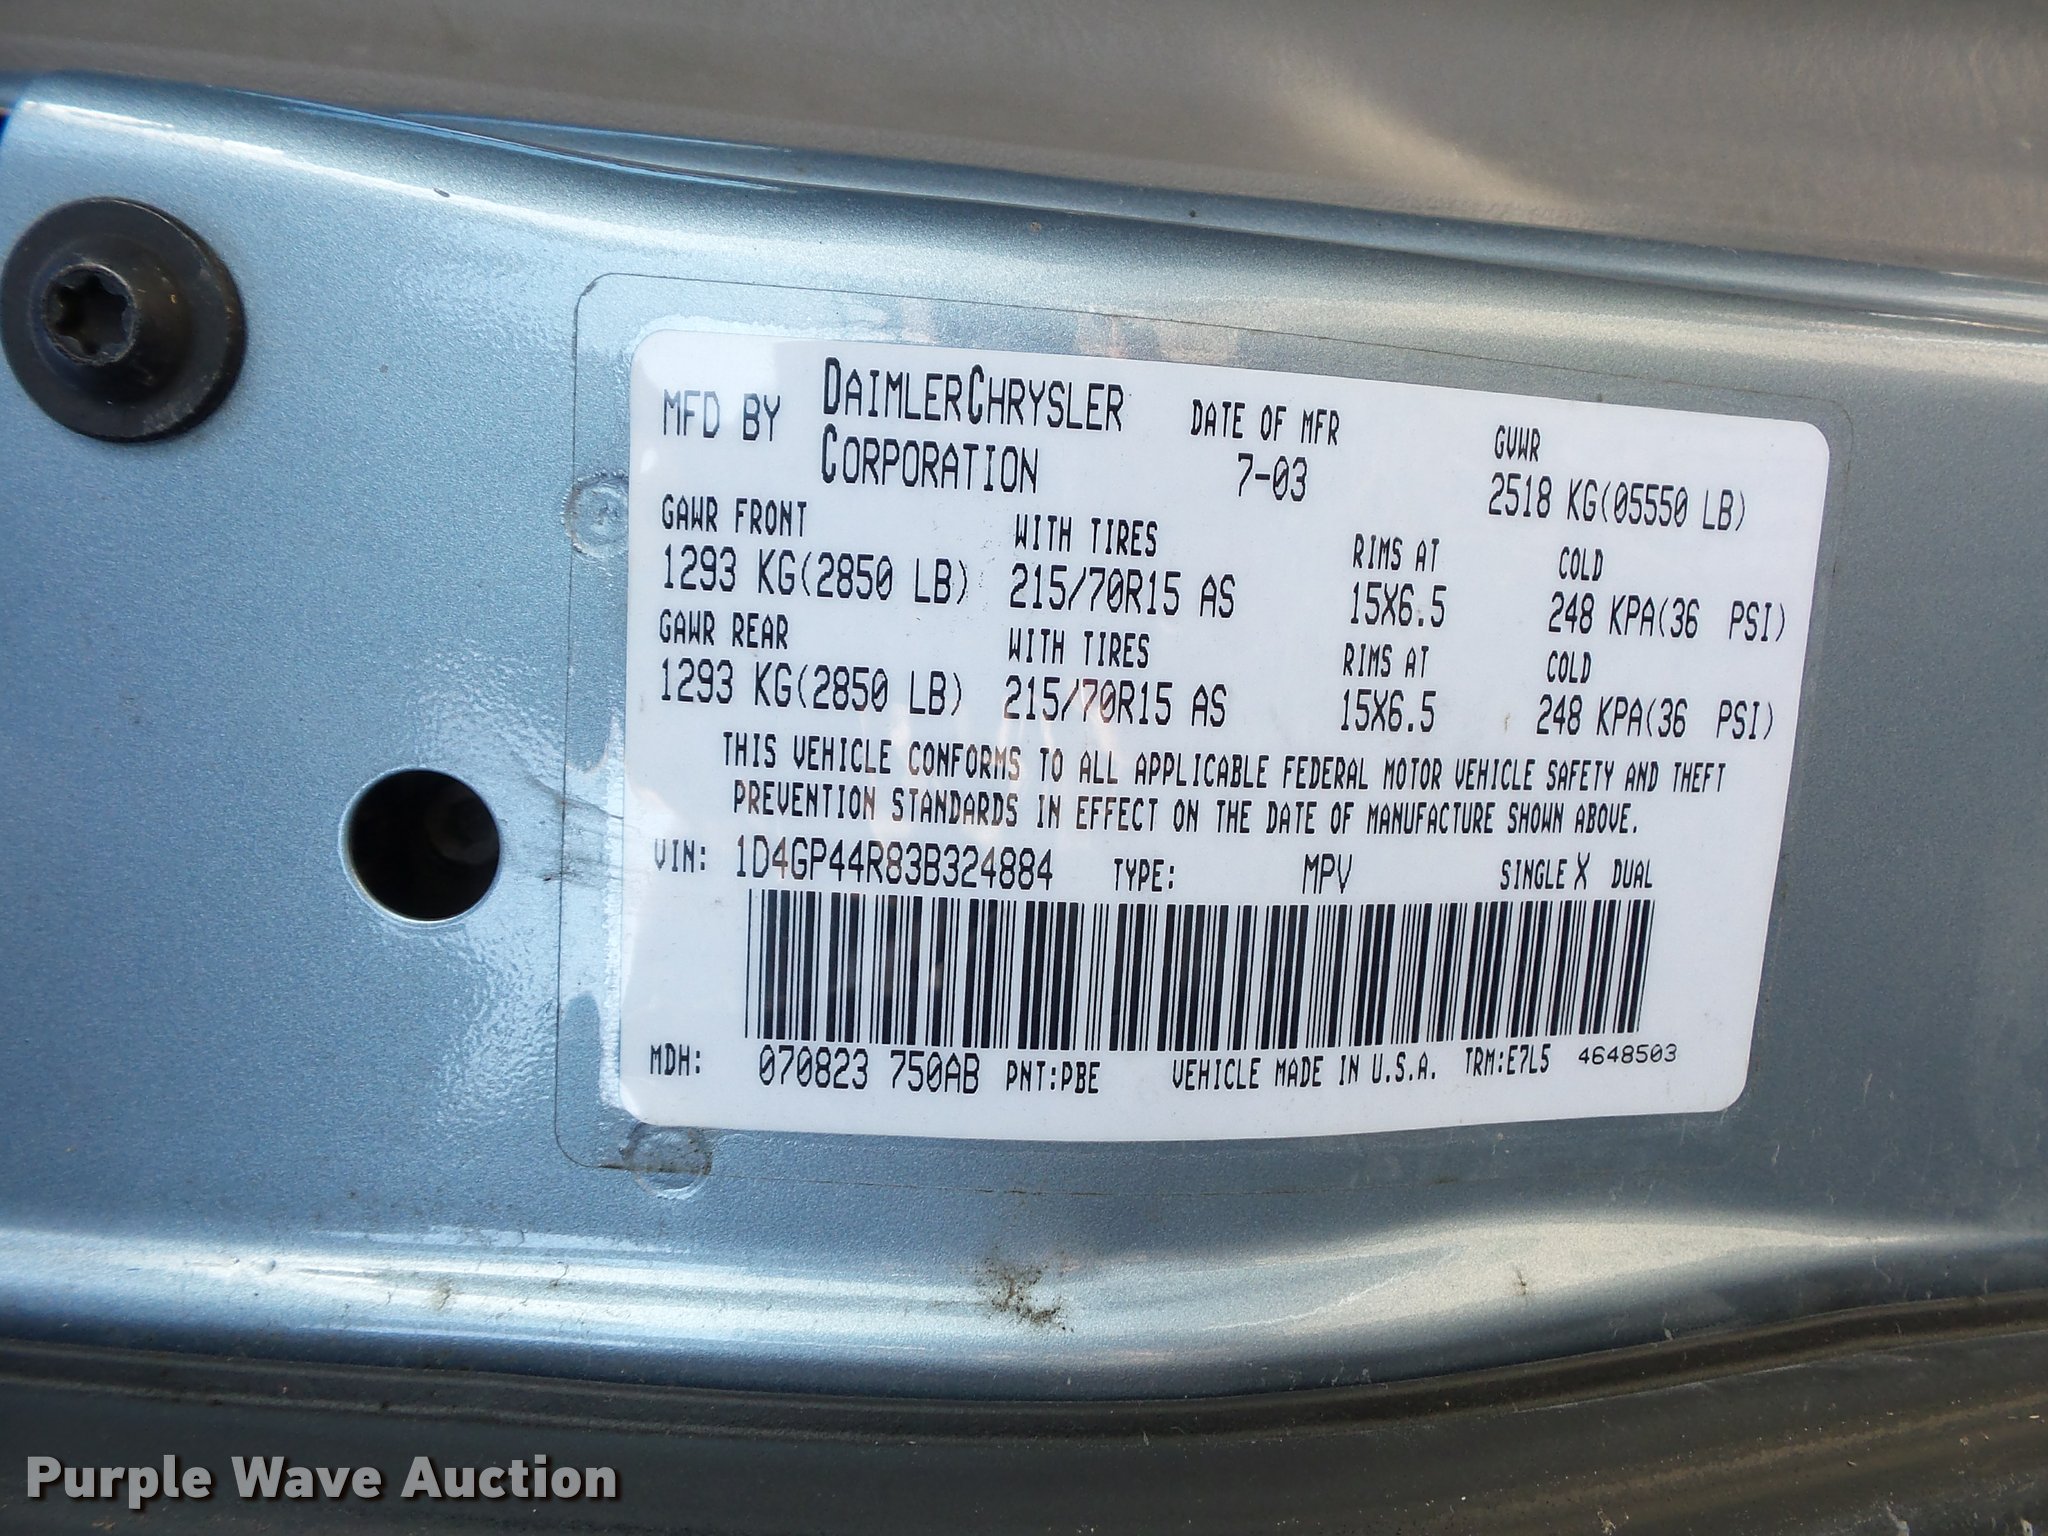 MFD BY DAIMLERCHRYSLER CORPORATION
DATE OF MFR
7-03
GVWR
2518 KG(05550 LB)
GAWR FRONT WITH TIRES RIMS AT COLD
1293 KG(2850 LB) 215/70R15 AS 15X6.5 248 KPA(36 PSI)
GAWR REAR WITH TIRES RIMS AT COLD
1293 KG(2850 LB) 215/70R15 AS 15X6.5 248 KPA(36 PSI)
THIS VEHICLE CONFORMS TO ALL APPLICABLE FEDERAL MOTOR VEHICLE SAFETY AND THEFT
PREVENTION STANDARDS IN EFFECT ON THE DATE OF MANUFACTURE SHOWN ABOVE.
VIN: 1D4GP44R83B324884 TYPE: MPV SINGLE X DUAL
MDH: 070823 750AB PNT:PBE VEHICLE MADE IN U.S.A. TRM:E7L5 4648503
Purple Wave Auction